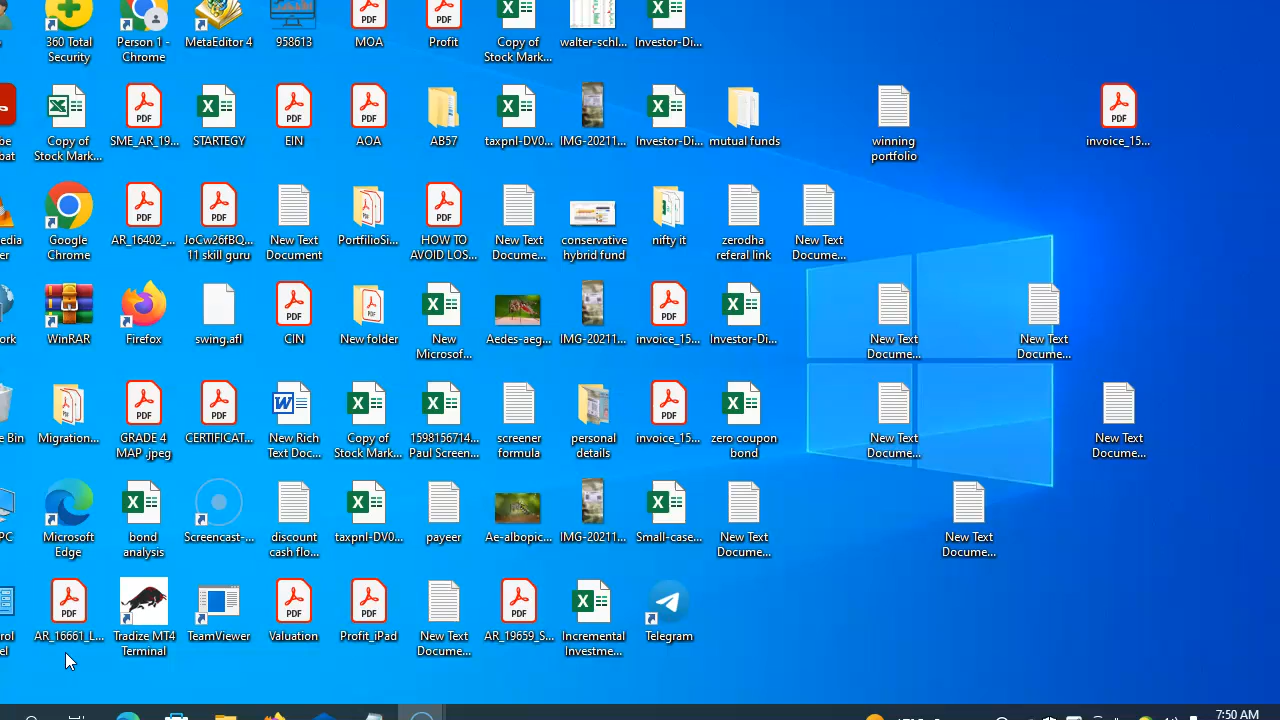 360 Total
Security
Person 1 -
Chrome
MetaEditor 4
958613
MOA
Profit
Copy of
Stock Mark...
walter-schl...
Investor-Di...
Copy of
Stock Mark...
SME_AR_19...
STARTEGY
EIN
AOA
AB57
taxpnl-DV0...
IMG-20211...
Investor-Di...
mutual funds
winning
portfolio
invoice_15...
Google
Chrome
AR_16402_...
JoCw26fBQ...
11 skill guru
New Text
Document
PortfilioSi...
HOW TO
AVOID LOS...
New Text
Docume...
conservative
hybrid fund
nifty it
zerodha
referal link
New Text
Docume...
WinRAR
Firefox
swing.afl
CIN
New folder
New
Microsof...
Aedes-aeg...
IMG-20211...
invoice_15...
Investor-Di...
New Text
Docume...
New Text
Docume...
Bin
Migration...
GRADE 4
MAP .jpeg
CERTIFICAT...
New Rich
Text Doc...
Copy of
Stock Mark...
1598156714...
Paul Screen...
screener
formula
personal
details
invoice_15...
zero coupon
bond
New Text
Docume...
New Text
Docume...
PC
Microsoft
Edge
bond
analysis
Screencast-...
discount
cash flo...
taxpnl-DV0...
payeer
Ae-albopic...
IMG-20211...
Small-case...
New Text
Docume...
New Text
Docume...
AR_16661_L...
Tradize MT4
Terminal
TeamViewer
Valuation
Profit_iPad
New Text
Docume...
AR_19659_S...
Incremental
Investme...
Telegram
7:50 AM